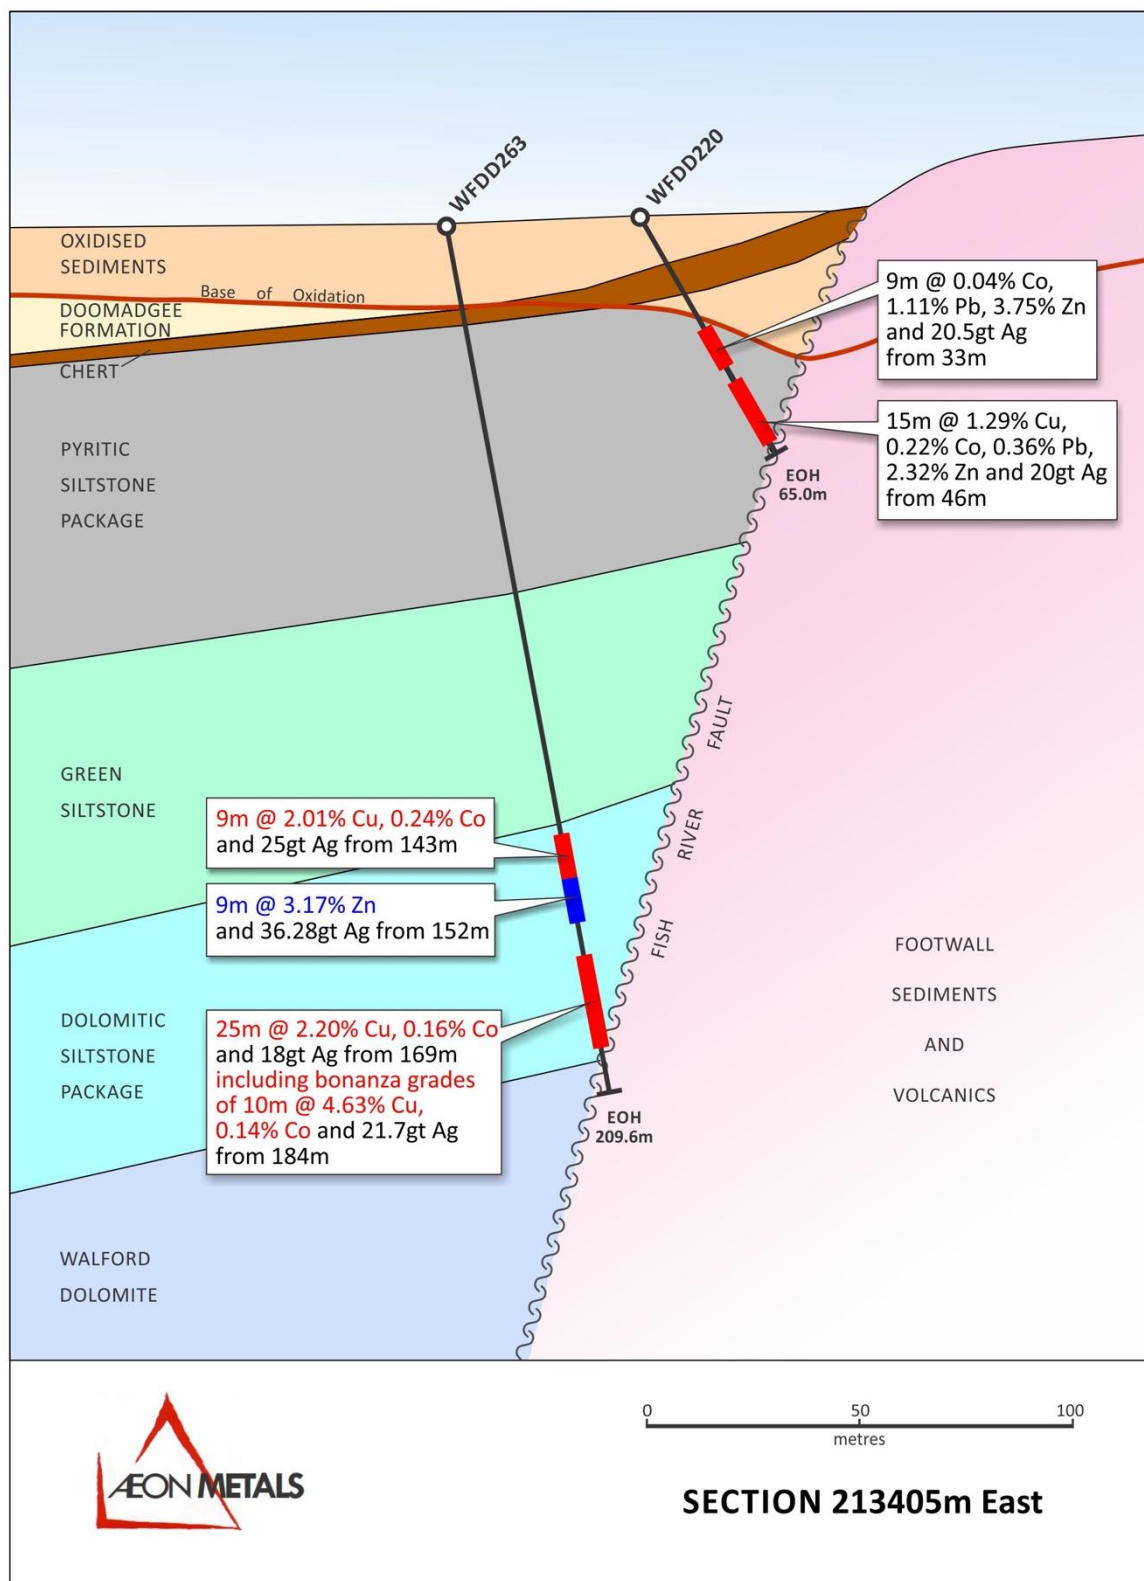 WFDD263
WFDD220
OXIDISED
SEDIMENTS
Base of Oxidation
DOOMADGEE
FORMATION
CHERT
9m @ 0.04% Co,
1.11% Pb, 3.75% Zn
and 20.5gt Ag
from 33m
15m @ 1.29% Cu,
0.22% Co, 0.36% Pb,
2.32% Zn and 20gt Ag
from 46m
EOH
65.0m
PYRITIC
SILTSTONE
PACKAGE
GREEN
SILTSTONE
9m @ 2.01% Cu, 0.24% Co
and 25gt Ag from 143m
9m @ 3.17% Zn
and 36.28gt Ag from 152m
FISH RIVER FAULT
FOOTWALL
SEDIMENTS
AND
VOLCANICS
DOLOMITIC
SILTSTONE
PACKAGE
25m @ 2.20% Cu, 0.16% Co
and 18gt Ag from 169m
including bonanza grades
of 10m @ 4.63% Cu,
0.14% Co and 21.7gt Ag
from 184m
EOH
209.6m
WALFORD
DOLOMITE
ÆON METALS
0 50 100
metres
SECTION 213405m East